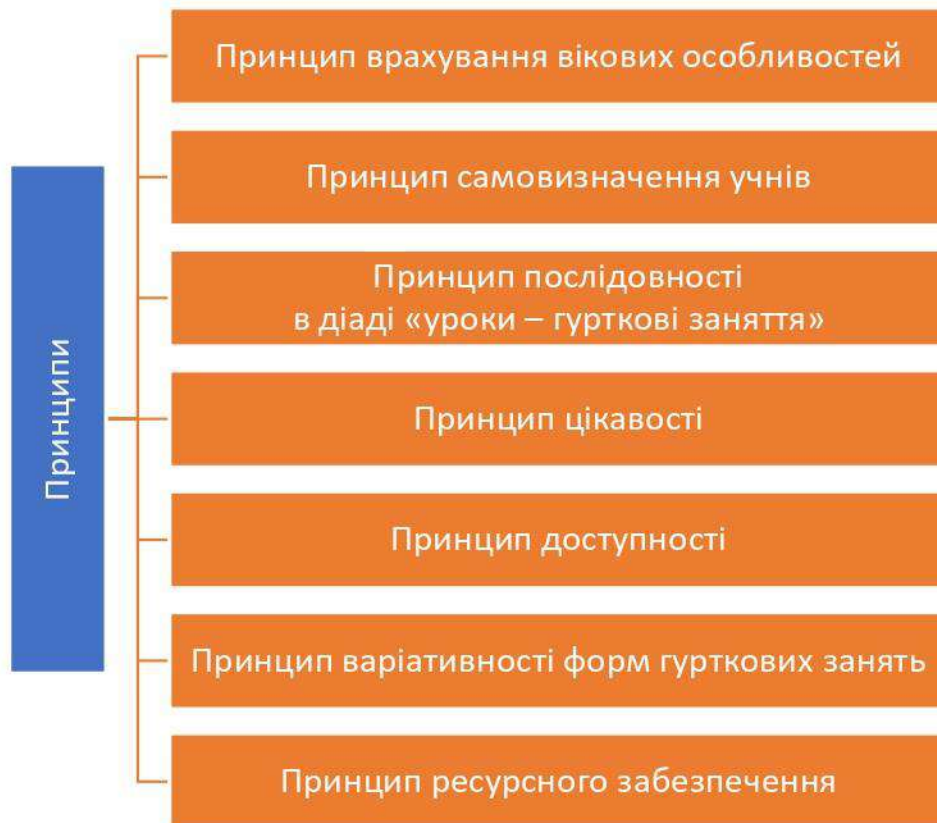 Принципи
Принцип врахування вікових особливостей
Принцип самовизначення учнів
Принцип послідовності
в діаді «уроки – гурткові заняття»
Принцип цікавості
Принцип доступності
Принцип варіативності форм гурткових занять
Принцип ресурсного забезпечення